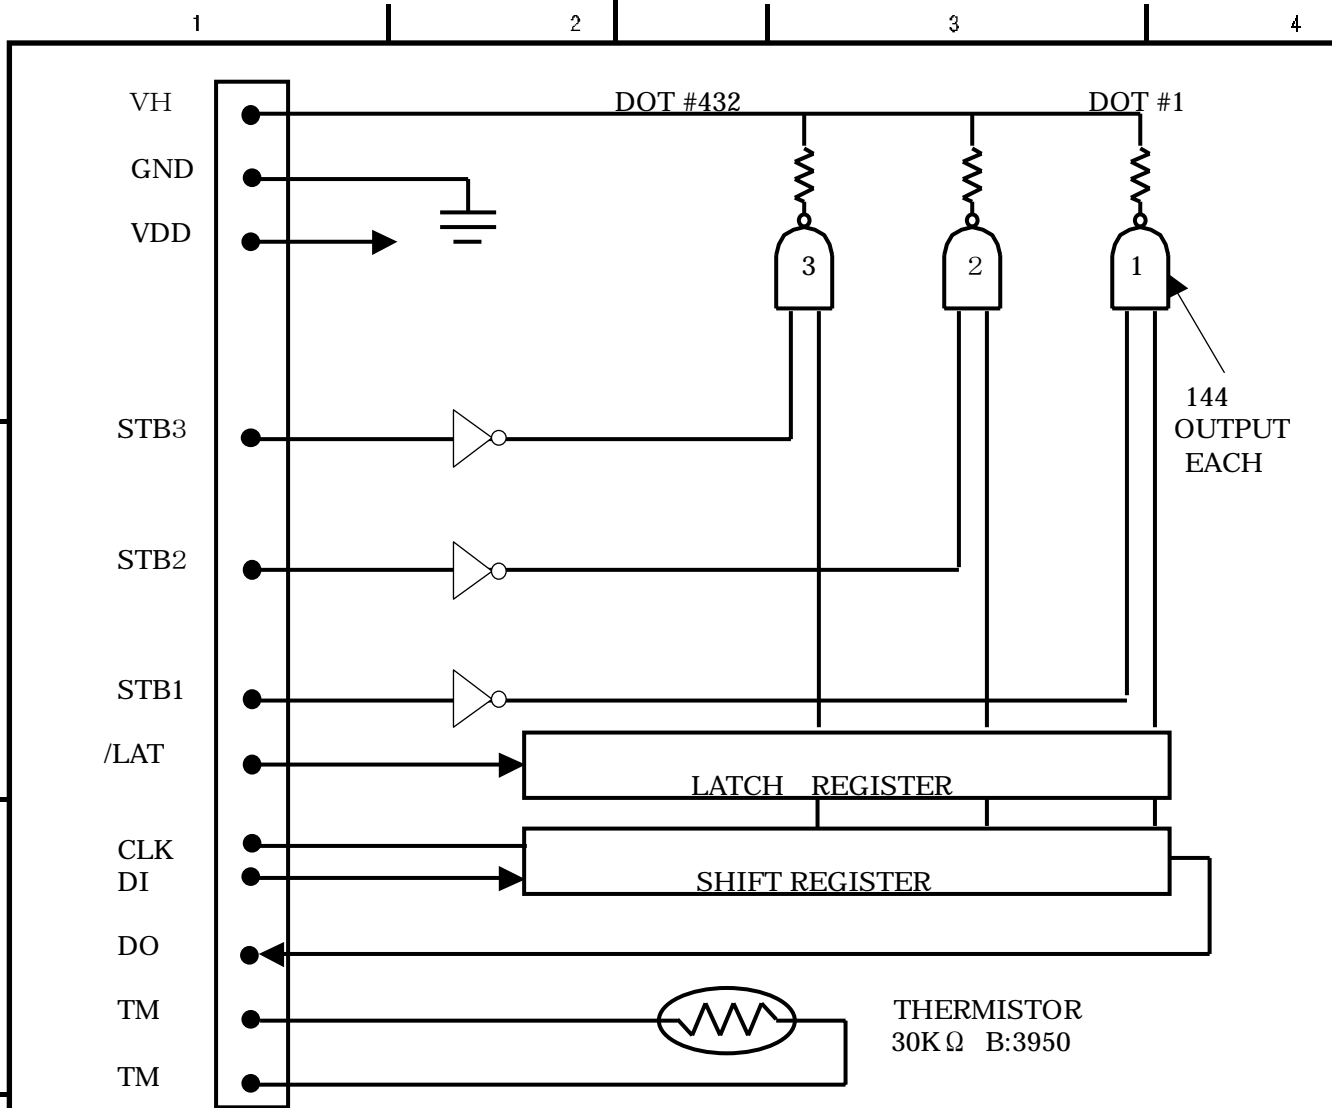 1 2 3 4
VH DOT #432 DOT #1
GND
VDD
3 2 1
144
OUTPUT
EACH
STB3
STB2
STB1
/LAT
LATCH REGISTER
CLK
DI
SHIFT REGISTER
DO
TM THERMISTOR
30KΩ B:3950
TM